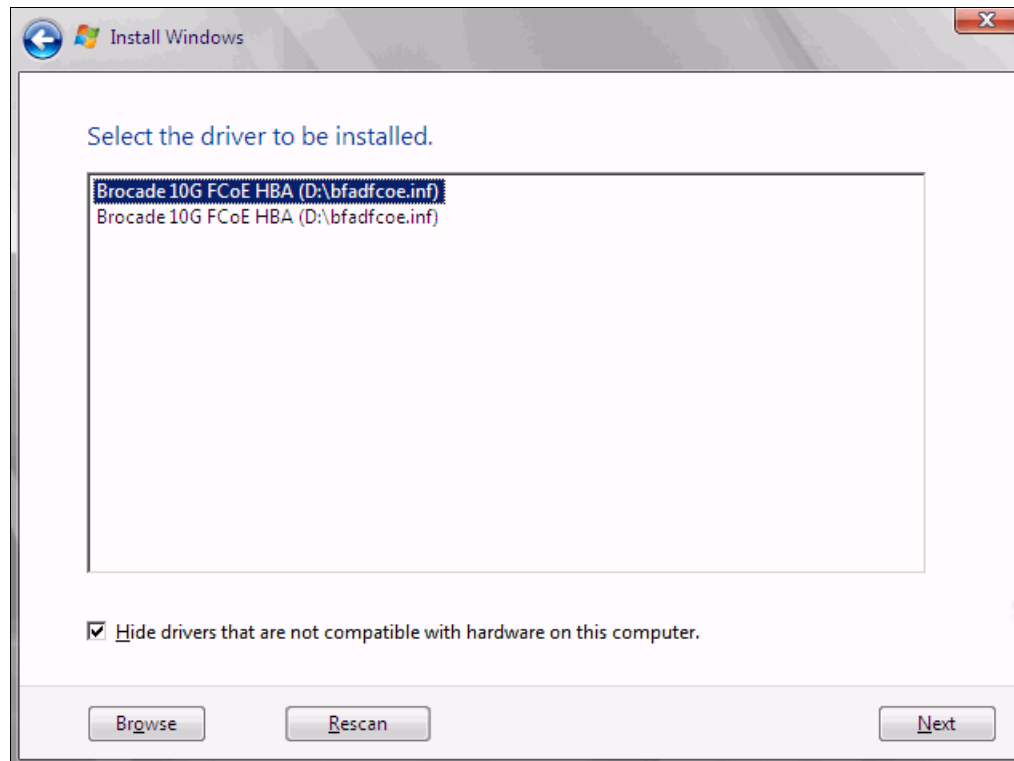 Install Windows
Select the driver to be installed.
Brocade 10G FCoE HBA (D:\bfadfcoe.inf)
Brocade 10G FCoE HBA (D:\bfadfcoe.inf)
Hide drivers that are not compatible with hardware on this computer.
Browse Rescan Next